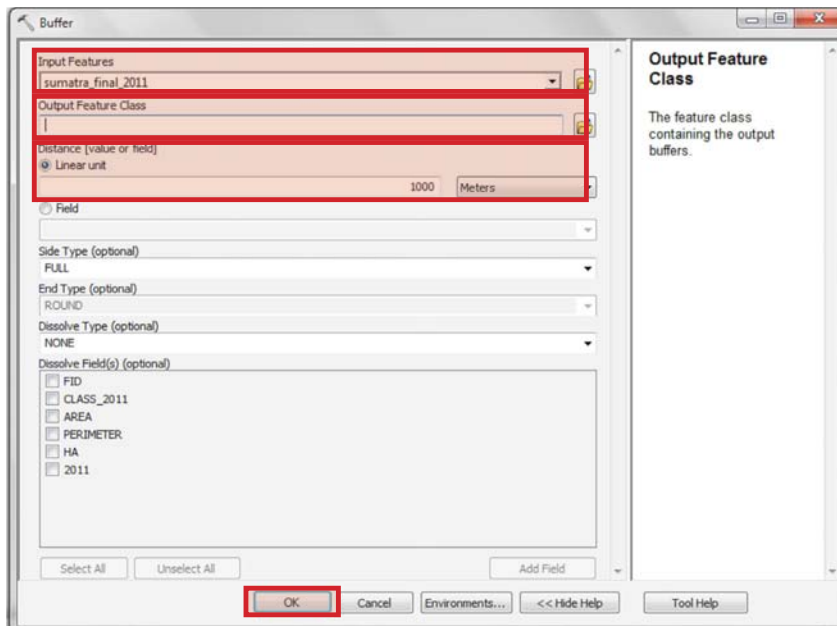 Buffer
Input Features
sumatra_final_2011
Output Feature Class
Distance [value or field]
Linear unit
1000 Meters
Field
Side Type (optional)
FULL
End Type (optional)
ROUND
Dissolve Type (optional)
NONE
Dissolve Field(s) (optional)
FID
CLASS_2011
AREA
PERIMETER
HA
2011
Select All Unselect All Add Field
OK Cancel Environments... << Hide Help Tool Help
Output Feature
Class
The feature class
containing the output
buffers.